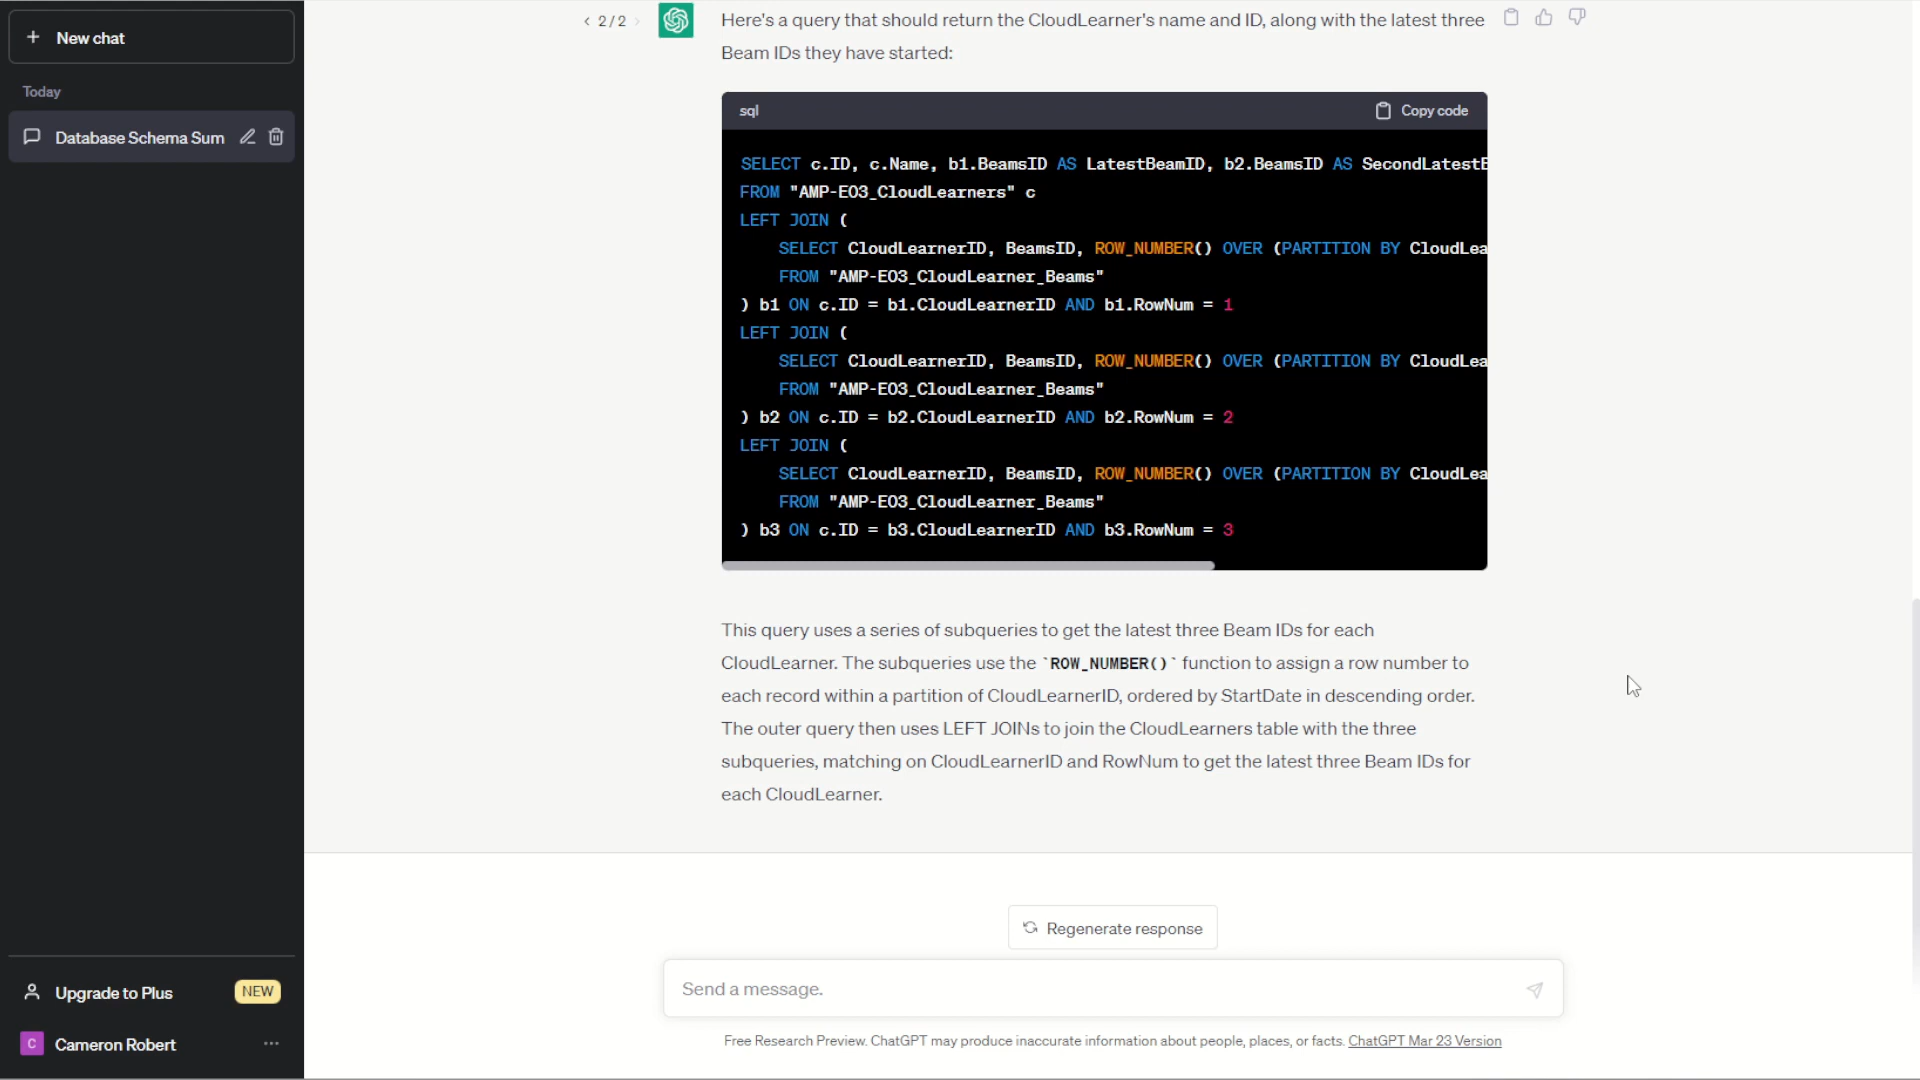 New chat
Today
Database Schema Sum
Upgrade to Plus
NEW
C
Cameron Robert
2 / 2
Here's a query that should return the CloudLearner's name and ID, along with the latest three
Beam IDs they have started:
sql
Copy code
SELECT c.ID, c.Name, b1.BeamsID AS LatestBeamID, b2.BeamsID AS SecondLatestB
FROM "AMP-EO3_CloudLearners" c
LEFT JOIN (
SELECT CloudLearnerID, BeamsID, ROW_NUMBER() OVER (PARTITION BY CloudLea
FROM "AMP-EO3_CloudLearner_Beams"
) b1 ON c.ID = b1.CloudLearnerID AND b1.RowNum = 1
LEFT JOIN (
SELECT CloudLearnerID, BeamsID, ROW_NUMBER() OVER (PARTITION BY CloudLea
FROM "AMP-EO3_CloudLearner_Beams"
) b2 ON c.ID = b2.CloudLearnerID AND b2.RowNum = 2
LEFT JOIN (
SELECT CloudLearnerID, BeamsID, ROW_NUMBER() OVER (PARTITION BY CloudLea
FROM "AMP-EO3_CloudLearner_Beams"
) b3 ON c.ID = b3.CloudLearnerID AND b3.RowNum = 3
This query uses a series of subqueries to get the latest three Beam IDs for each
CloudLearner. The subqueries use the `ROW_NUMBER()` function to assign a row number to
each record within a partition of CloudLearnerID, ordered by StartDate in descending order.
The outer query then uses LEFT JOINs to join the CloudLearners table with the three
subqueries, matching on CloudLearnerID and RowNum to get the latest three Beam IDs for
each CloudLearner.
Regenerate response
Send a message.
Free Research Preview. ChatGPT may produce inaccurate information about people, places, or facts. ChatGPT Mar 23 Version